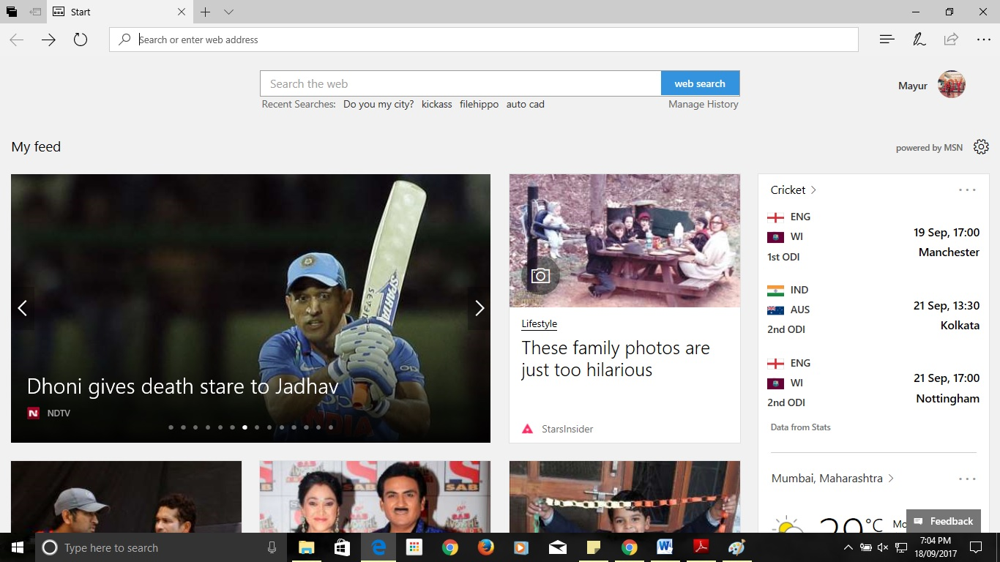 Start
Search or enter web address
Search the web
web search
Mayur
Recent Searches: Do you my city? kickass filehippo auto cad
Manage History
My feed
powered by MSN
Dhoni gives death stare to Jadhav
NDTV
Lifestyle
These family photos are
just too hilarious
StarsInsider
Cricket
ENG
WI
1st ODI
19 Sep, 17:00
Manchester
IND
AUS
2nd ODI
21 Sep, 13:30
Kolkata
ENG
WI
2nd ODI
21 Sep, 17:00
Nottingham
Data from Stats
Mumbai, Maharashtra
°C
Feedback
SAB
SAB
Type here to search
7:04 PM
18/09/2017